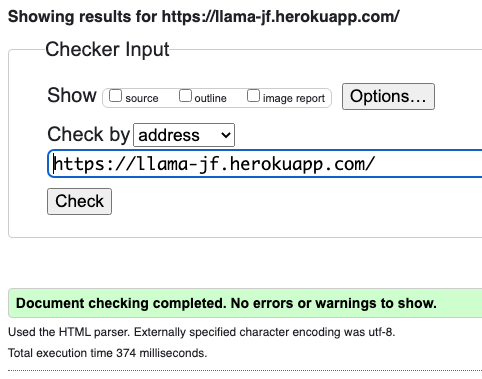 Showing results for https://llama-jf.herokuapp.com/
Checker Input
Show source outline image report Options...
Check by address
https://llama-jf.herokuapp.com/
Check
Document checking completed. No errors or warnings to show.
Used the HTML parser. Externally specified character encoding was utf-8.
Total execution time 374 milliseconds.